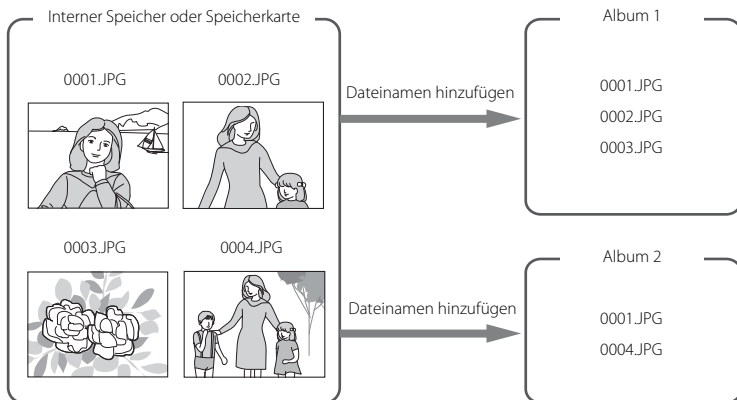 Interner Speicher oder Speicherkarte
0001.JPG
0002.JPG
0003.JPG
0004.JPG
Dateinamen hinzufügen
Album 1
0001.JPG
0002.JPG
0003.JPG
Dateinamen hinzufügen
Album 2
0001.JPG
0004.JPG